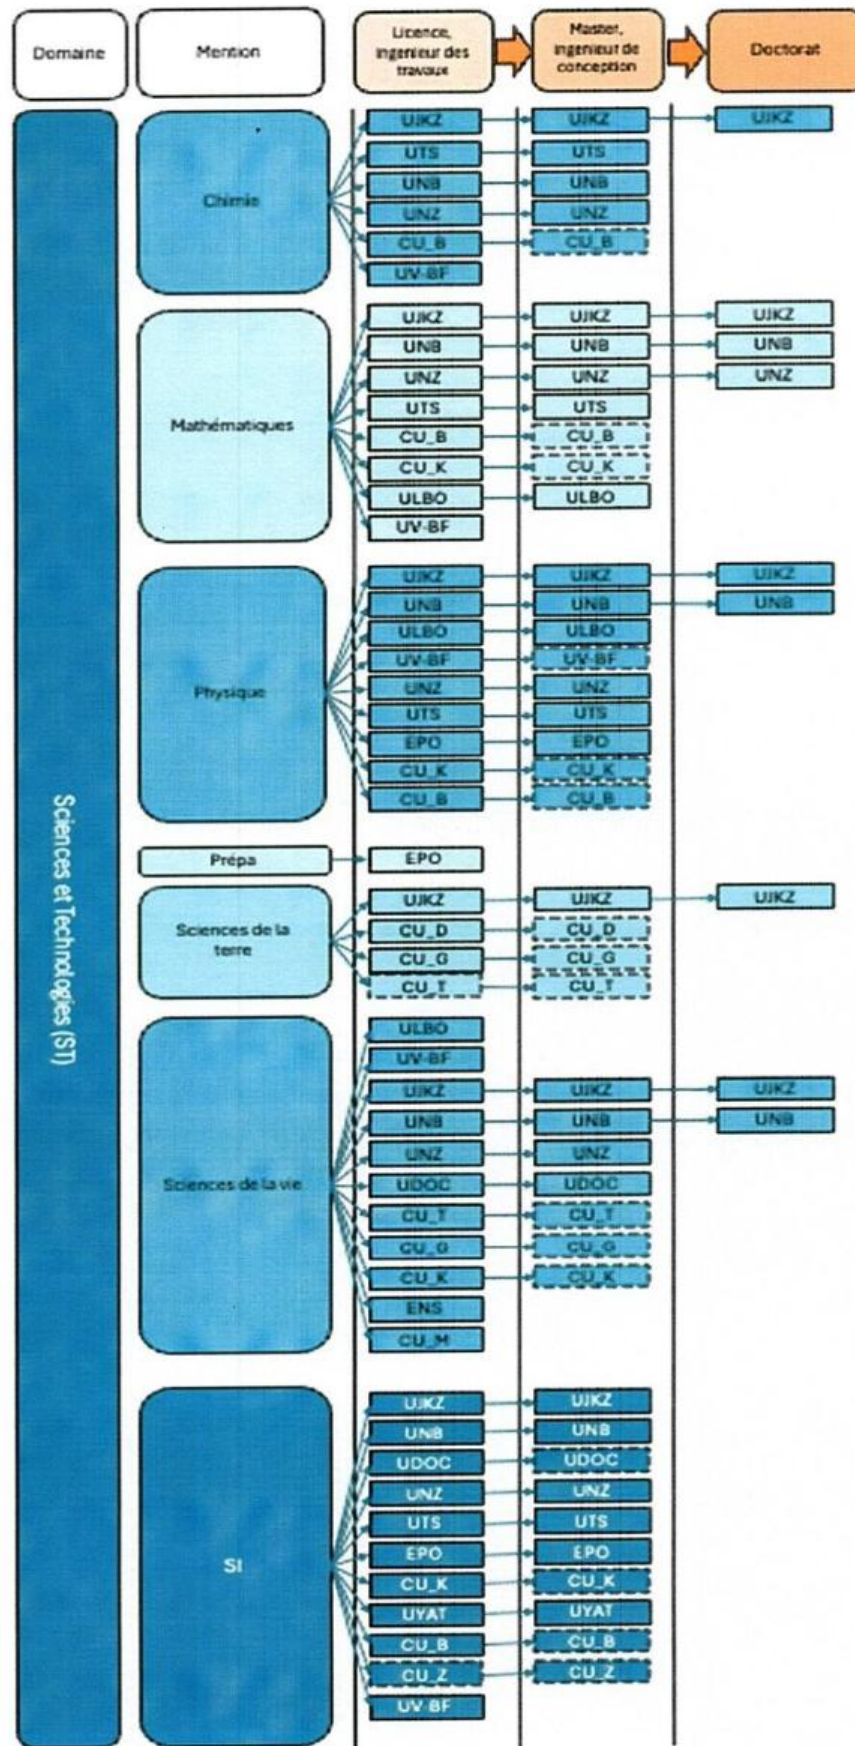 Domaine
Mention
Licence,
ingenieur des
travaux
Master,
ingenieur de
conception
Doctorat
Sciences et Technologies (ST)
Chimie
UJKZ UJKZ UJKZ
UTS UTS
UNB UNB
UNZ UNZ
CU_B CU_B
UV-BF
Mathématiques
UJKZ UJKZ UJKZ
UNB UNB UNB
UNZ UNZ UNZ
UTS UTS
CU_B CU_B
CU_K CU_K
ULBO ULBO
UV-BF
Physique
UJKZ UJKZ UJKZ
UNB UNB UNB
ULBO ULBO
UV-BF UV-BF
UNZ UNZ
UTS UTS
EPO EPO
CU_K CU_K
CU_B CU_B
Prépa EPO
Sciences de la
terre
UJKZ UJKZ UJKZ
CU_D CU_D
CU_G CU_G
CU_T CU_T
Sciences de la vie
ULBO
UV-BF
UJKZ UJKZ UJKZ
UNB UNB UNB
UNZ UNZ
UDOC UDOC
CU_T CU_T
CU_G CU_G
CU_K CU_K
ENS
CU_M
SI
UJKZ UJKZ
UNB UNB
UDOC UDOC
UNZ UNZ
UTS UTS
EPO EPO
CU_K CU_K
UYAT UYAT
CU_B CU_B
CU_Z CU_Z
UV-BF